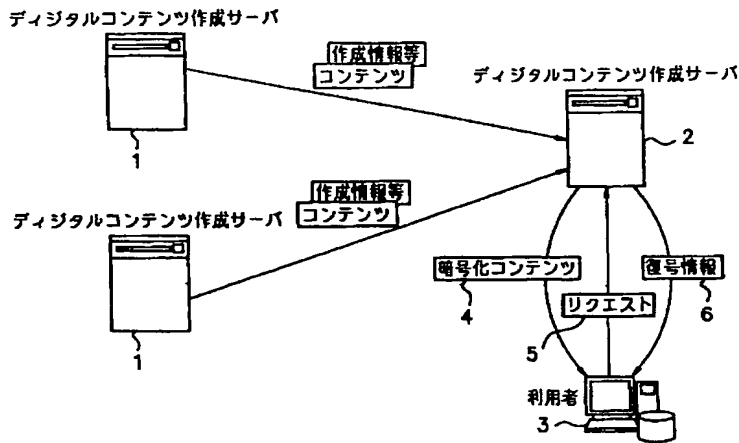 ディジタルコンテンツ作成サーバ
1
作成情報等
コンテンツ
ディジタルコンテンツ作成サーバ
2
ディジタルコンテンツ作成サーバ
1
作成情報等
コンテンツ
暗号化コンテンツ
4
リクエスト
5
復号情報
6
利用者
3